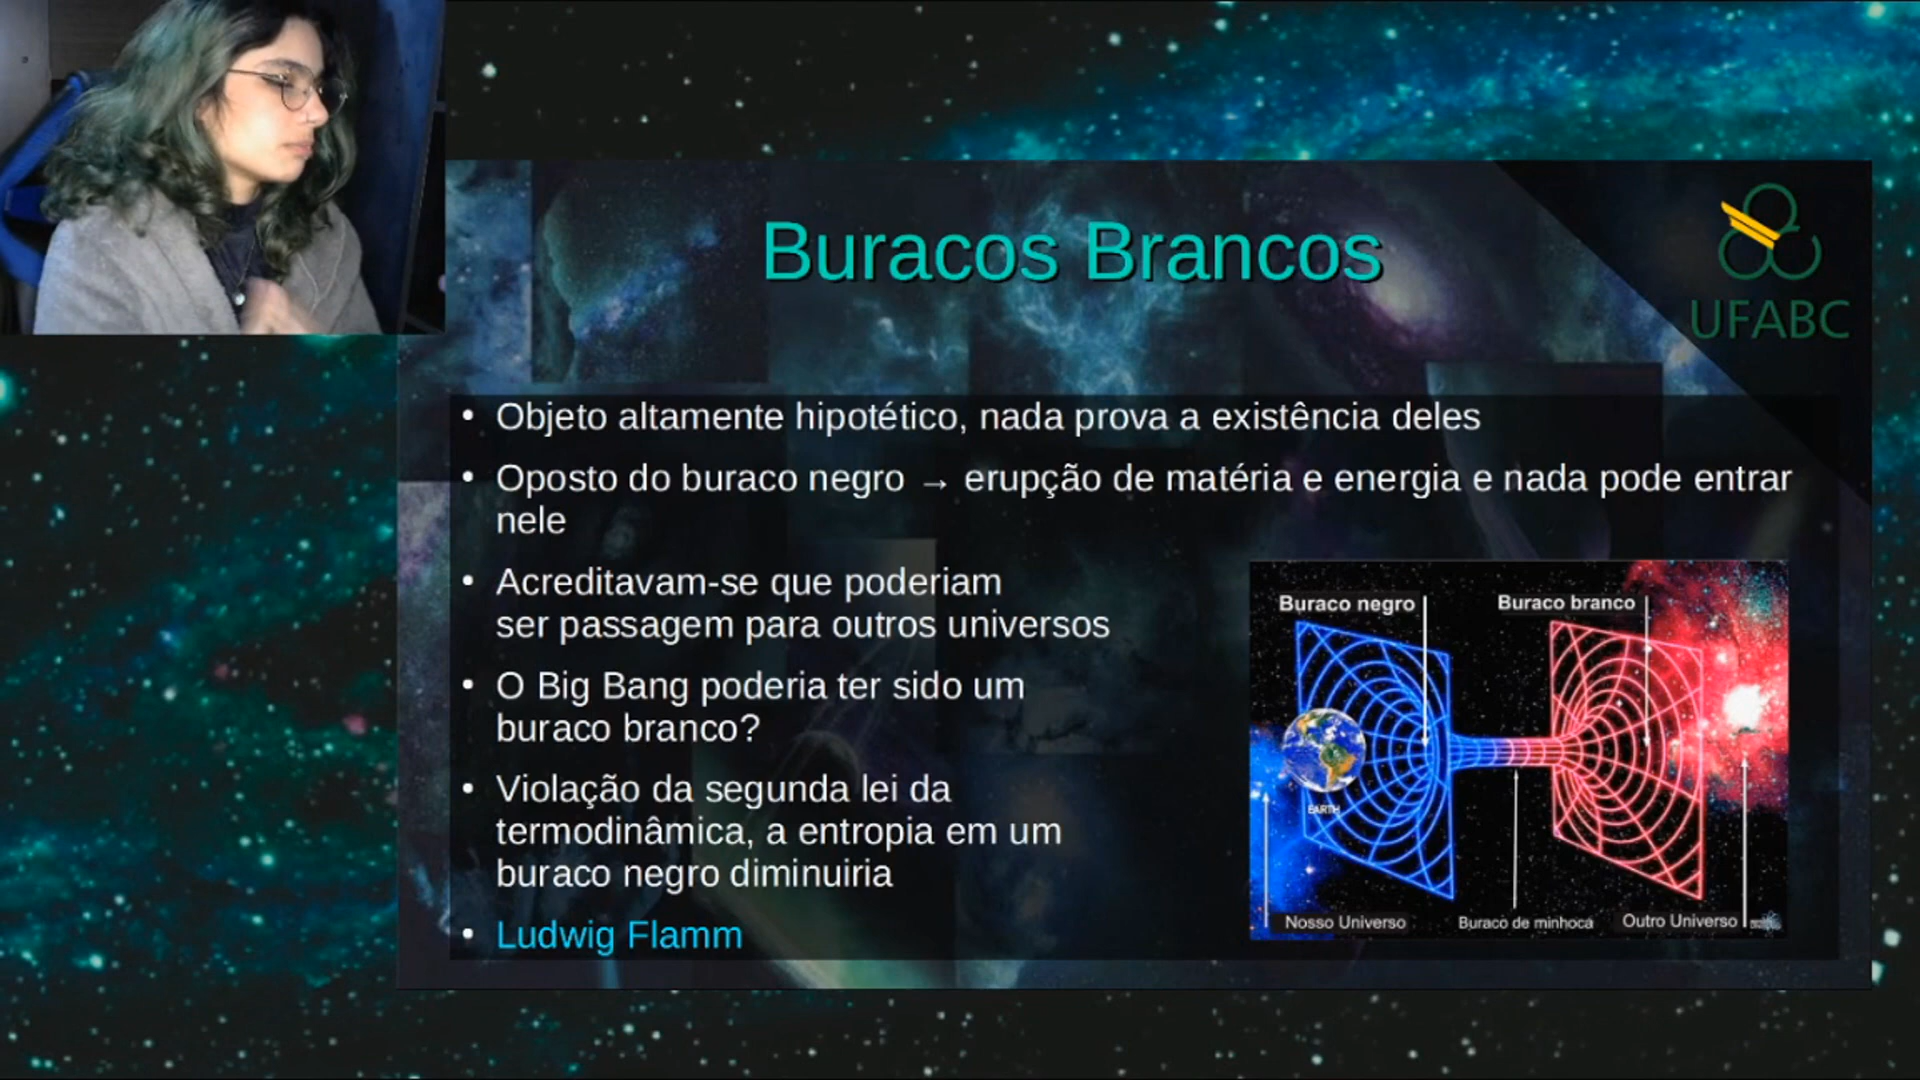 Buracos Brancos
UFABC
• Objeto altamente hipotético, nada prova a existência deles
• Oposto do buraco negro → erupção de matéria e energia e nada pode entrar
nele
• Acreditavam-se que poderiam
ser passagem para outros universos
• O Big Bang poderia ter sido um
buraco branco?
• Violação da segunda lei da
termodinâmica, a entropia em um
buraco negro diminuiria
• Ludwig Flamm
Buraco negro
Buraco branco
EARTH
Nosso Universo
Buraco de minhoca
Outro Universo